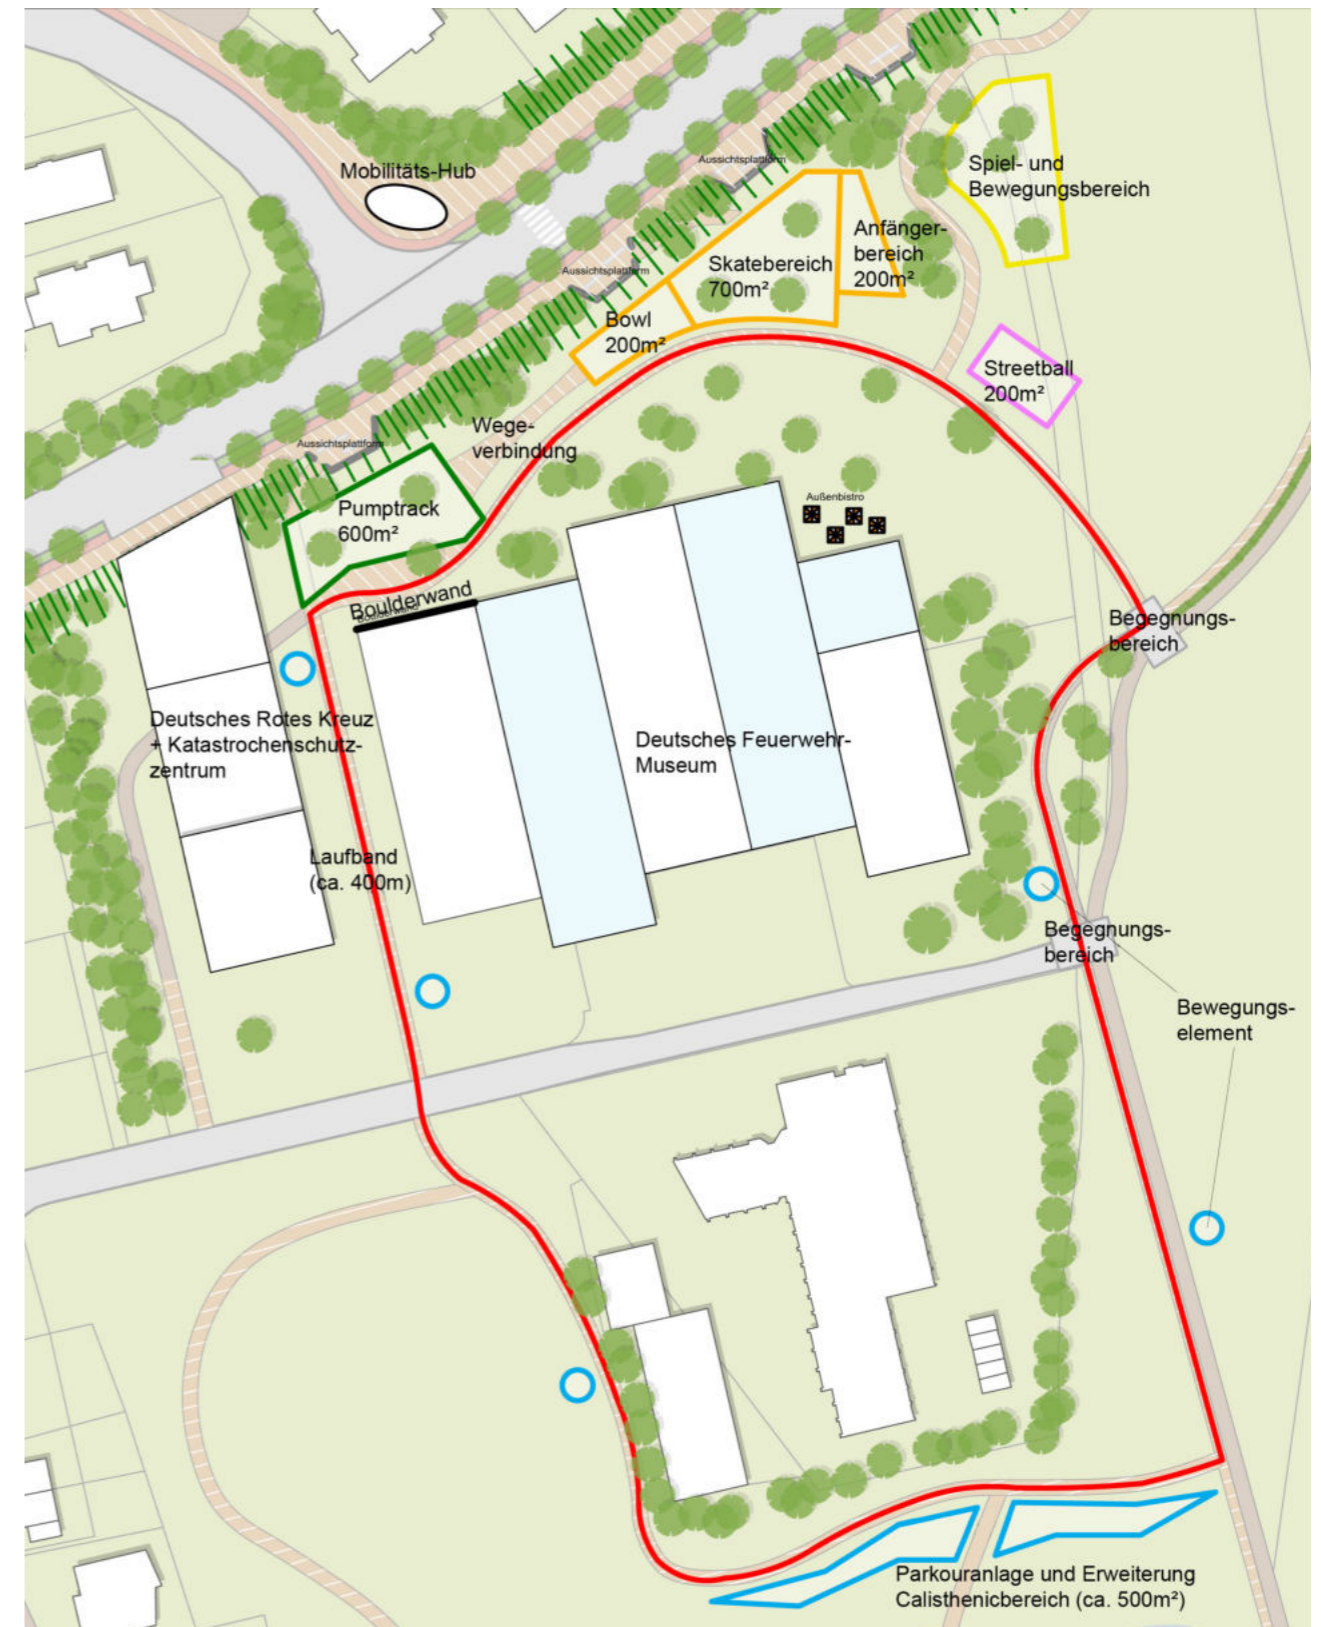 Mobilitäts-Hub
Aussichtsplattform
Spiel- und
Bewegungsbereich
Anfänger-
bereich
200m²
Skatebereich
700m²
Aussichtsplattform
Bowl
200m²
Streetball
200m²
Aussichtsplattform
Wege-
verbindung
Pumptrack
600m²
Außenbistro
Boulderwand
Boulderwand
Begegnungs-
bereich
Deutsches Rotes Kreuz
+ Katastrochenschutz-
zentrum
Deutsches Feuerwehr-
Museum
Laufband
(ca. 400m)
Begegnungs-
bereich
Bewegungs-
element
Parkouranlage und Erweiterung
Calisthenicbereich (ca. 500m²)